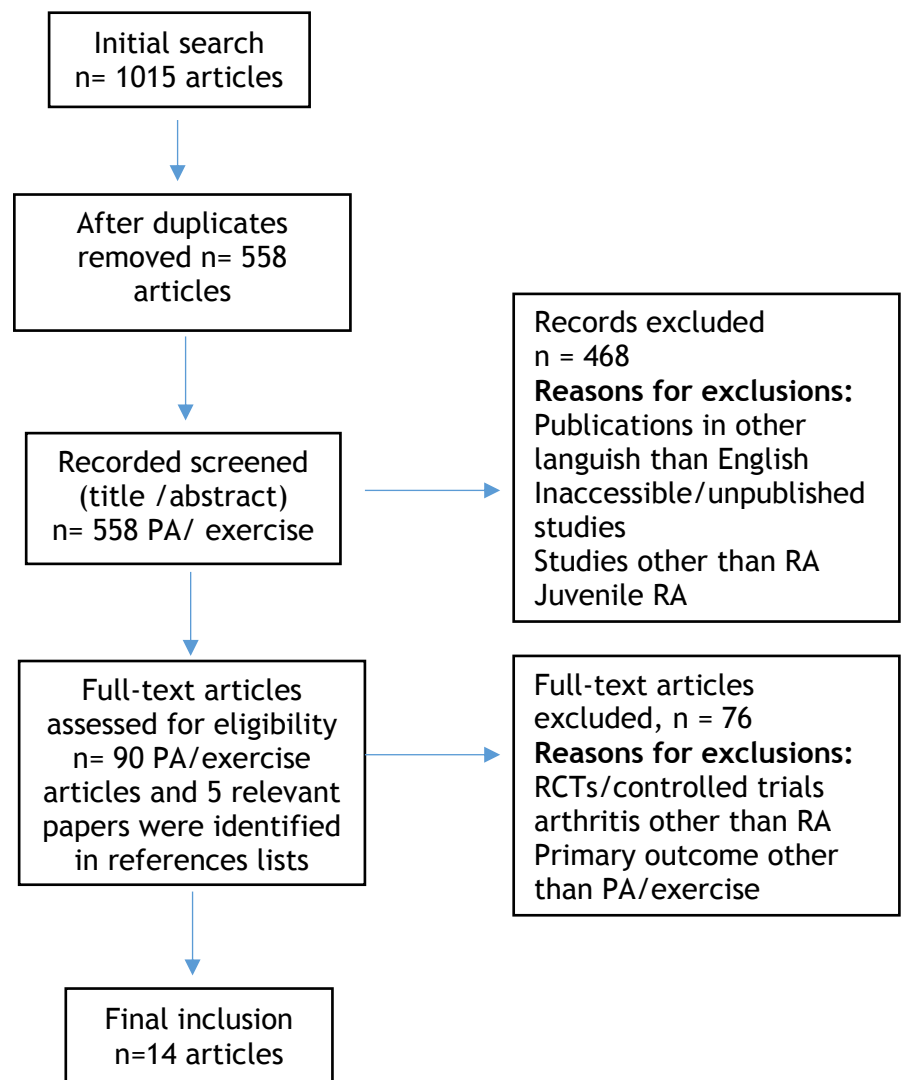 Initial search
n= 1015 articles
After duplicates
removed n= 558
articles
Recorded screened
(title /abstract)
n= 558 PA/ exercise
Records excluded
n = 468
Reasons for exclusions:
Publications in other
languish than English
Inaccessible/unpublished
studies
Studies other than RA
Juvenile RA
Full-text articles
assessed for eligibility
n= 90 PA/exercise
articles and 5 relevant
papers were identified
in references lists
Full-text articles
excluded, n = 76
Reasons for exclusions:
RCTs/controlled trials
arthritis other than RA
Primary outcome other
than PA/exercise
Final inclusion
n=14 articles